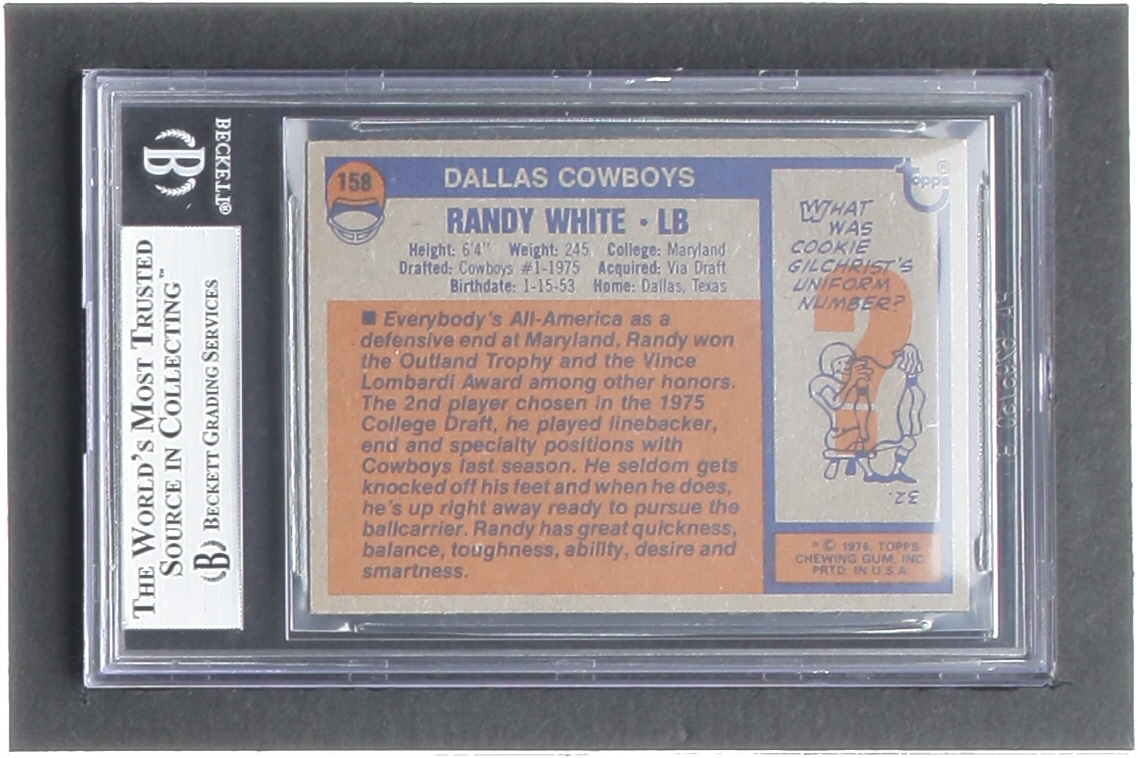 BECKETT®
B
THE WORLD'S MOST TRUSTED
SOURCE IN COLLECTING™
B BECKETT GRADING SERVICES
158
DALLAS COWBOYS
RANDY WHITE • LB
Height: 6'4" Weight: 245 College: Maryland
Drafted: Cowboys #1-1975 Acquired: Via Draft
Birthdate: 1-15-53 Home: Dallas, Texas
■ Everybody's All-America as a
defensive end at Maryland, Randy won
the Outland Trophy and the Vince
Lombardi Award among other honors.
The 2nd player chosen in the 1975
College Draft, he played linebacker,
end and specialty positions with
Cowboys last season. He seldom gets
knocked off his feet and when he does,
he's up right away ready to pursue the
ballcarrier. Randy has great quickness,
balance, toughness, ability, desire and
smartness.
topps®
WHAT
WAS
COOKIE
GILCHRIST'S
UNIFORM
NUMBER?
?
32.
* © 1976, TOPPS
CHEWING GUM, INC.
PRTD. IN U.S.A.